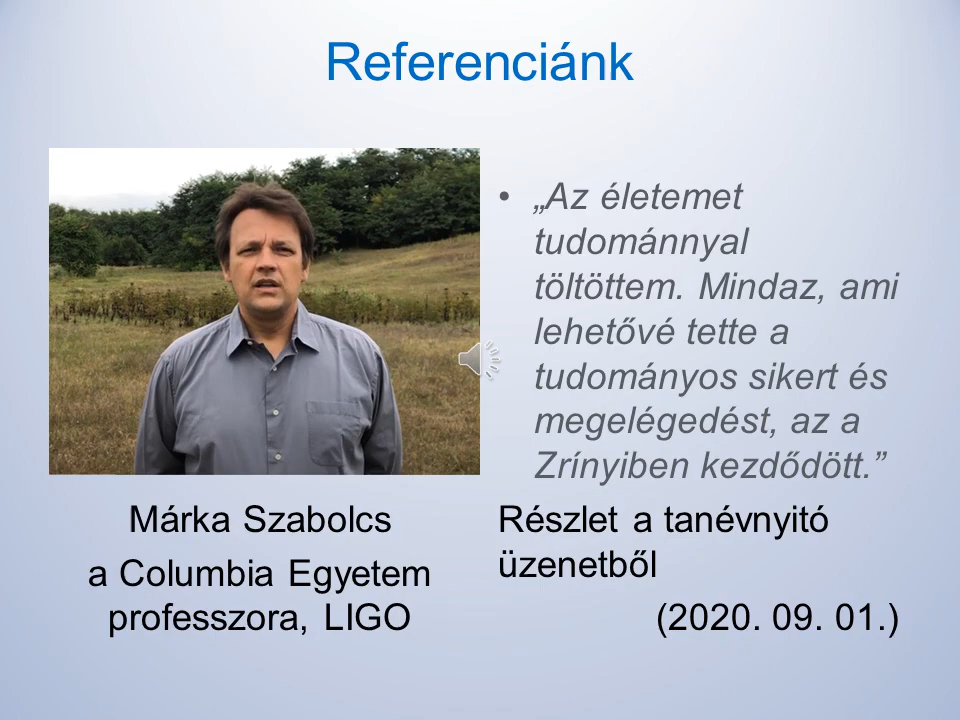 Referenciánk
• „Az életemet
tudománnyal
töltöttem. Mindaz, ami
lehetővé tette a
tudományos sikert és
megelégedést, az a
Zrínyiben kezdődött.”
Márka Szabolcs
a Columbia Egyetem
professzora, LIGO
Részlet a tanévnyitó
üzenetből
(2020. 09. 01.)